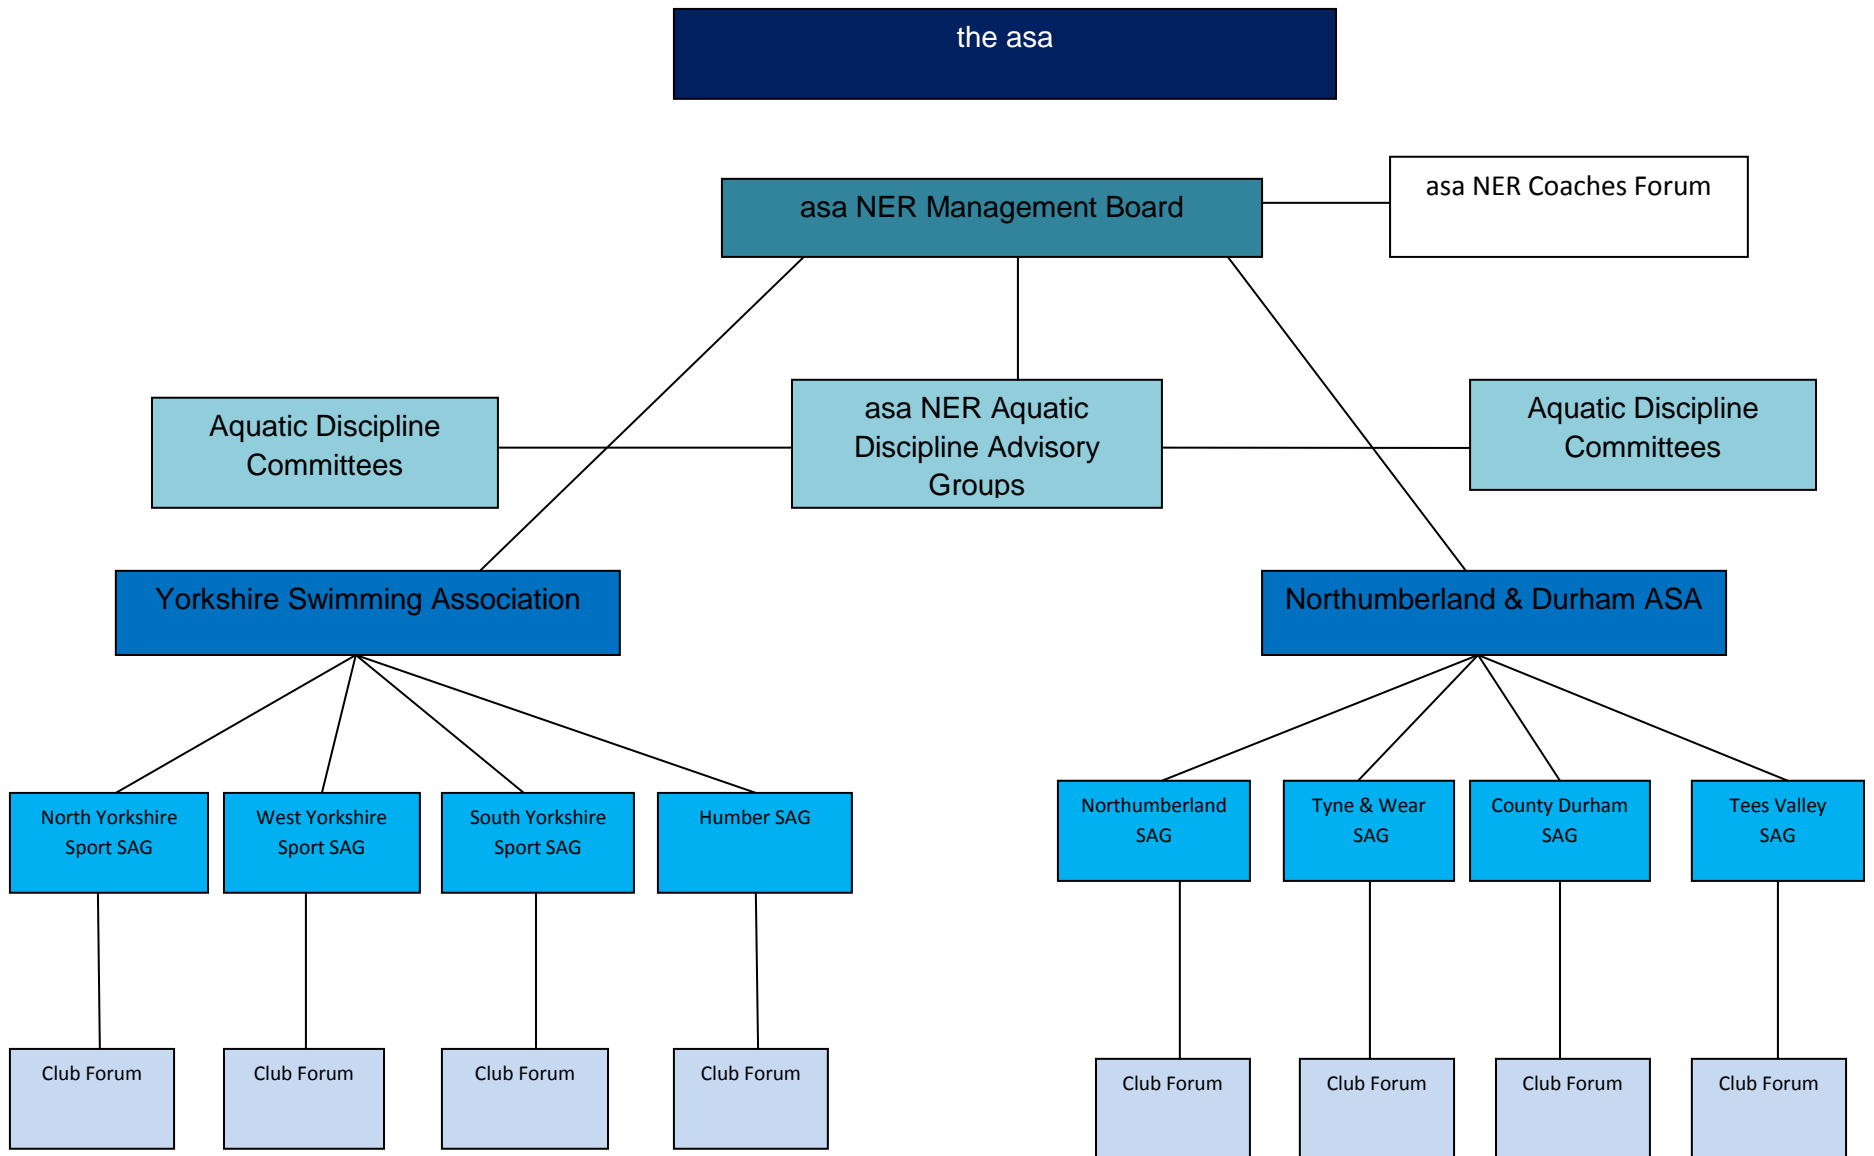 the asa
asa NER Management Board
asa NER Coaches Forum
Aquatic Discipline
Committees
asa NER Aquatic
Discipline Advisory
Groups
Aquatic Discipline
Committees
Yorkshire Swimming Association
Northumberland & Durham ASA
North Yorkshire
Sport SAG
West Yorkshire
Sport SAG
South Yorkshire
Sport SAG
Humber SAG
Northumberland
SAG
Tyne & Wear
SAG
County Durham
SAG
Tees Valley
SAG
Club Forum
Club Forum
Club Forum
Club Forum
Club Forum
Club Forum
Club Forum
Club Forum